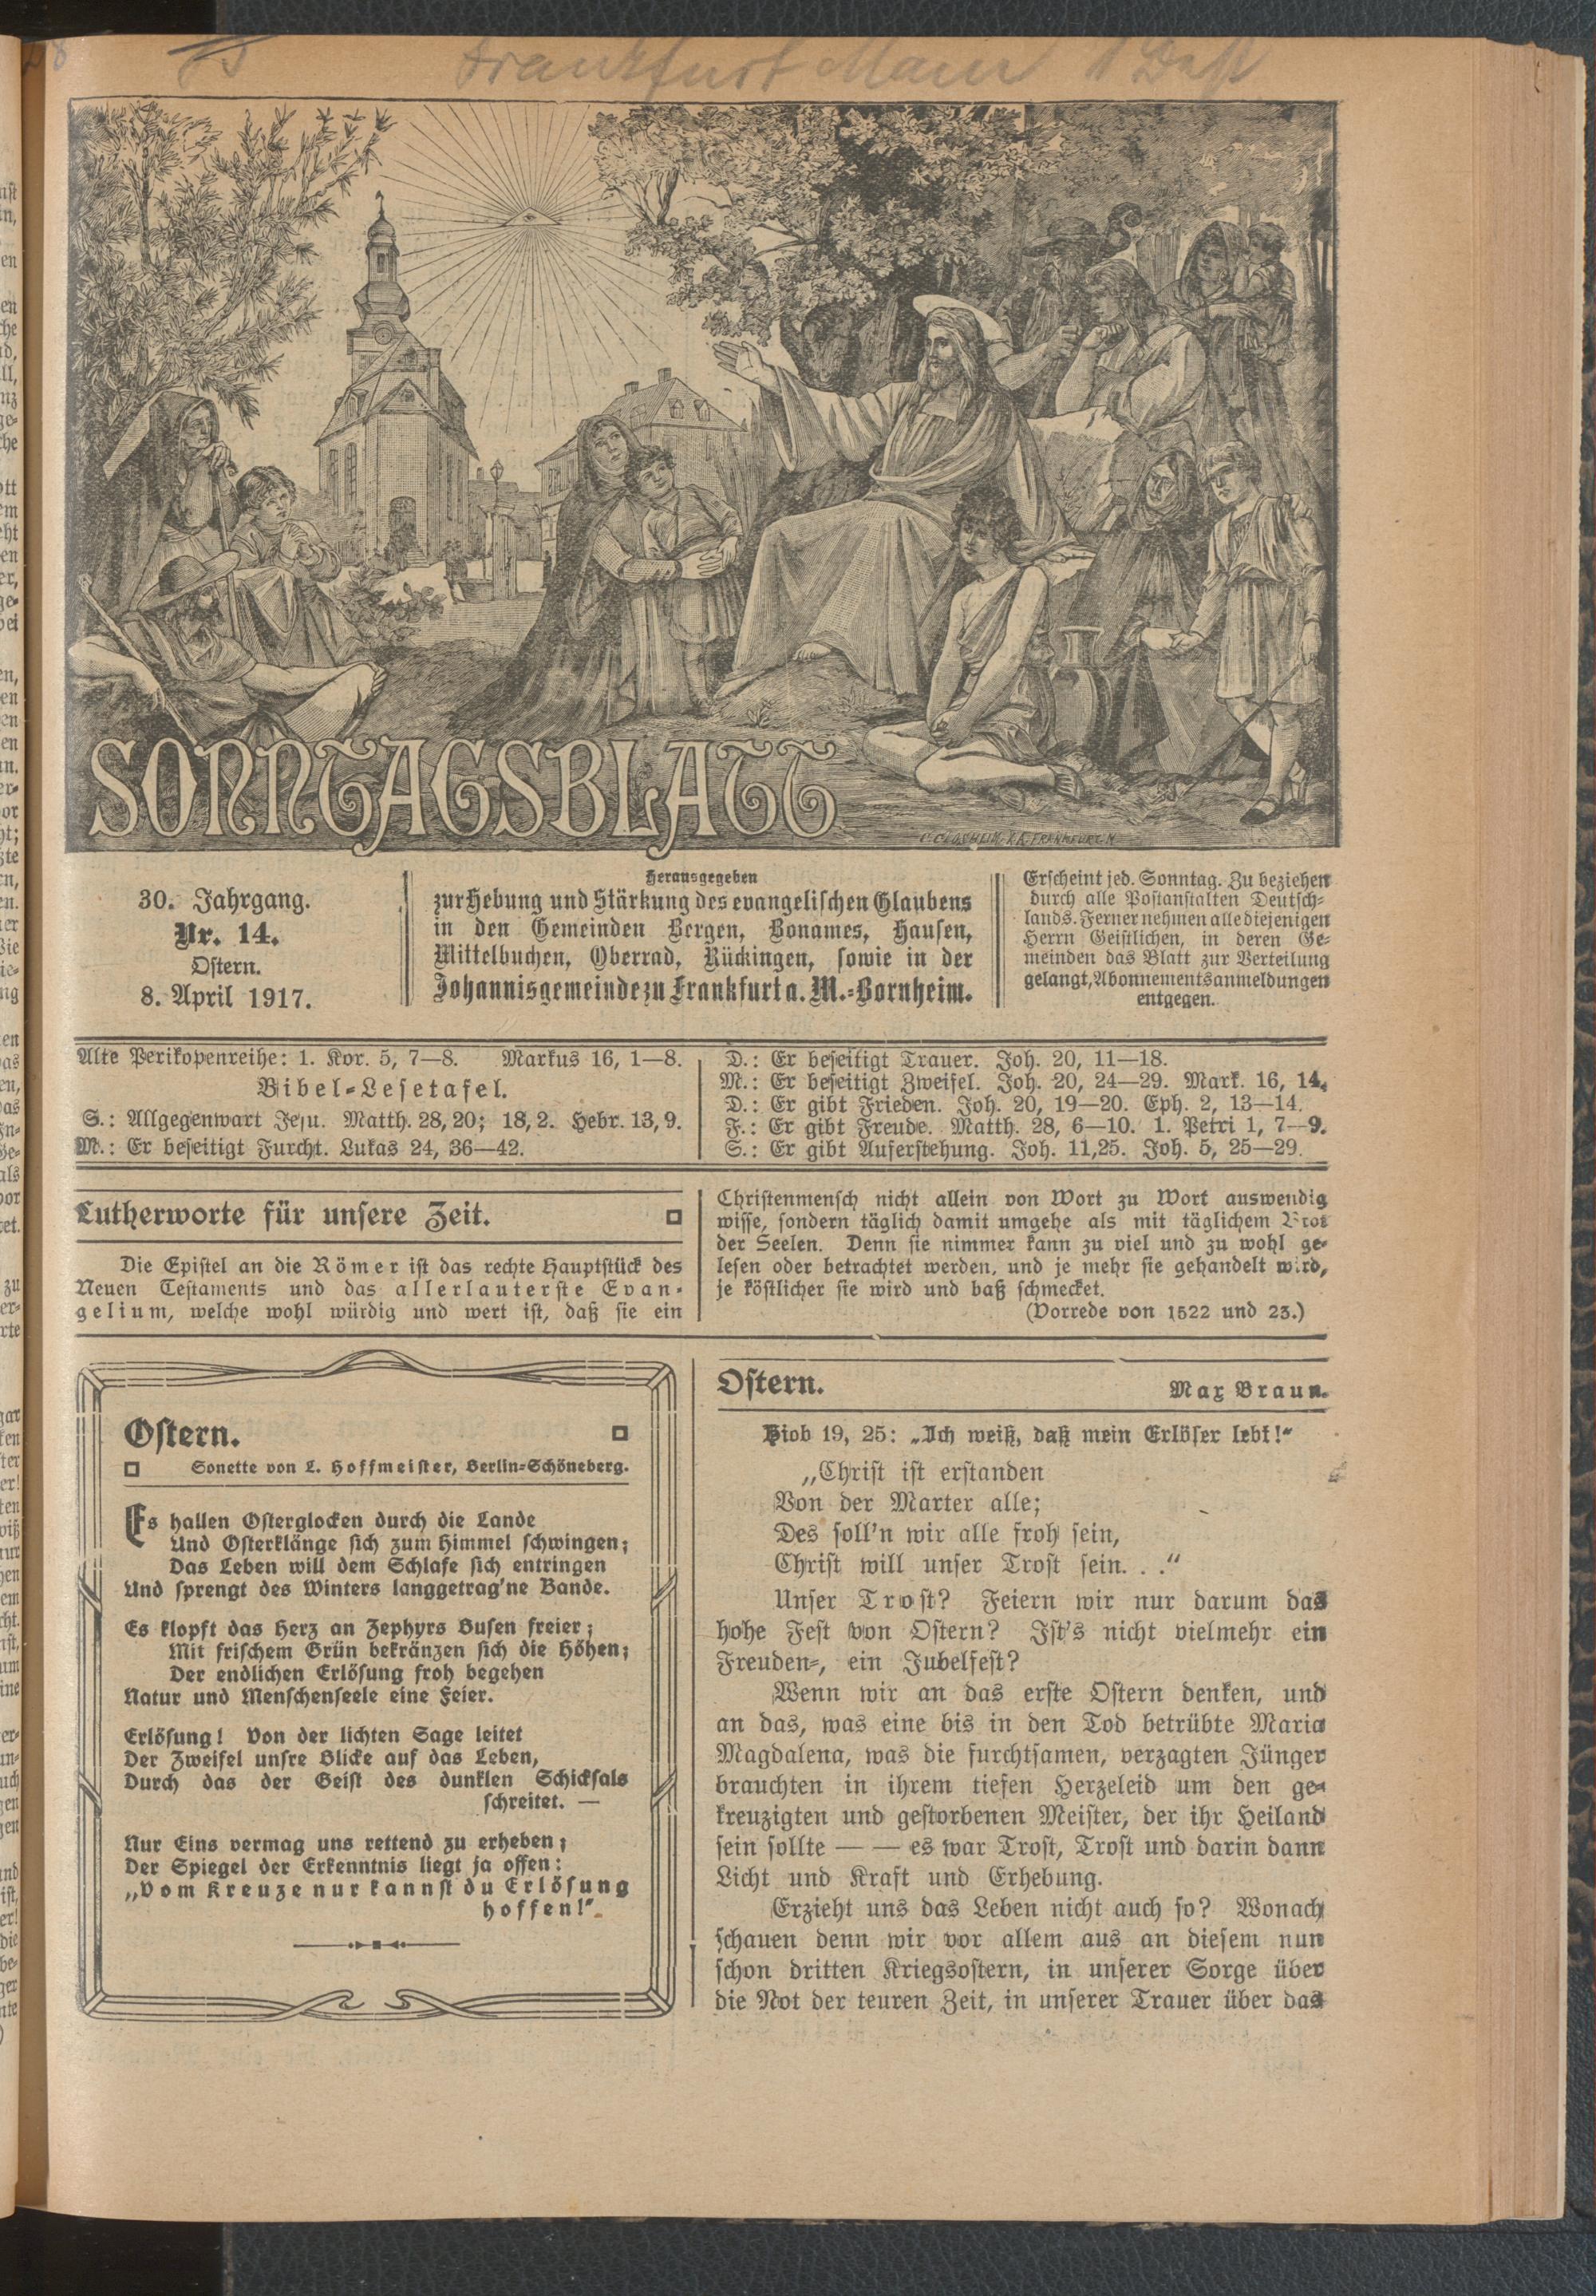 Frankfurt Main
SONNTAGSBLATT
30. Jahrgang.
Nr. 14.
Ostern.
8. April 1917.
Herausgegeben
zur Hebung und Stärkung des evangelischen Glaubens
in den Gemeinden Bergen, Bonames, Hausen,
Mittelbuchen, Oberrad, Rückingen, sowie in der
Johannisgemeinde zu Frankfurt a. M.-Bornheim.
Erscheint jed. Sonntag. Zu beziehen
durch alle Postanstalten Deutsch-
lands. Ferner nehmen alle diejenigen
Herrn Geistlichen, in deren Ge-
meinden das Blatt zur Verteilung
gelangt, Abonnementsanmeldungen
entgegen.
Alte Perikopenreihe: 1. Kor. 5, 7—8. Markus 16, 1—8.
Bibel-Lesetafel.
S.: Allgegenwart Jesu. Matth. 28, 20; 18, 2. Hebr. 13, 9.
M.: Er beseitigt Furcht. Lukas 24, 36—42.
D.: Er beseitigt Trauer. Joh. 20, 11—18.
M.: Er beseitigt Zweifel. Joh. 20, 24—29. Mark. 16, 14.
D.: Er gibt Frieden. Joh. 20, 19—20. Eph. 2, 13—14.
F.: Er gibt Freude. Matth. 28, 6—10. 1. Petri 1, 7—9.
S.: Er gibt Auferstehung. Joh. 11,25. Joh. 5, 25—29.
Lutherworte für unsere Zeit.
Die Epistel an die Römer ist das rechte Hauptstück des
Neuen Testaments und das allerlauterste Evan-
gelium, welche wohl würdig und wert ist, daß sie ein
Christenmensch nicht allein von Wort zu Wort auswendig
wisse, sondern täglich damit umgehe als mit täglichem Brot
der Seelen. Denn sie nimmer kann zu viel und zu wohl ge-
lesen oder betrachtet werden, und je mehr sie gehandelt wird,
je köstlicher sie wird und baß schmecket.
(Vorrede von 1522 und 23.)
Ostern.
Sonette von L. Hoffmeister, Berlin-Schöneberg.
Es hallen Osterglocken durch die Lande
Und Osterklänge sich zum Himmel schwingen;
Das Leben will dem Schlafe sich entringen
Und sprengt des Winters langgetrag'ne Bande.
Es klopft das Herz an Zephyrs Busen freier;
Mit frischem Grün bekränzen sich die Höhen;
Der endlichen Erlösung froh begehen
Natur und Menschenseele eine Feier.
Erlösung! Von der lichten Sage leitet
Der Zweifel unsre Blicke auf das Leben,
Durch das der Geist des dunklen Schicksals
schreitet. —
Nur Eins vermag uns rettend zu erheben;
Der Spiegel der Erkenntnis liegt ja offen:
„Vom Kreuze nur kannst du Erlösung
hoffen!"
Ostern.
Max Braun.
Hiob 19, 25: „Ich weiß, daß mein Erlöser lebt!"
„Christ ist erstanden
Von der Marter alle;
Des soll'n wir alle froh sein,
Christ will unser Trost sein. . ."
Unser Trost? Feiern wir nur darum das
hohe Fest von Ostern? Ist's nicht vielmehr ein
Freuden-, ein Jubelfest?
Wenn wir an das erste Ostern denken, und
an das, was eine bis in den Tod betrübte Maria
Magdalena, was die furchtsamen, verzagten Jünger
brauchten in ihrem tiefen Herzeleid um den ge-
kreuzigten und gestorbenen Meister, der ihr Heiland
sein sollte — — es war Trost, Trost und darin dann
Licht und Kraft und Erhebung.
Erzieht uns das Leben nicht auch so? Wonach
schauen denn wir vor allem aus an diesem nun
schon dritten Kriegsostern, in unserer Sorge über
die Not der teuren Zeit, in unserer Trauer über das